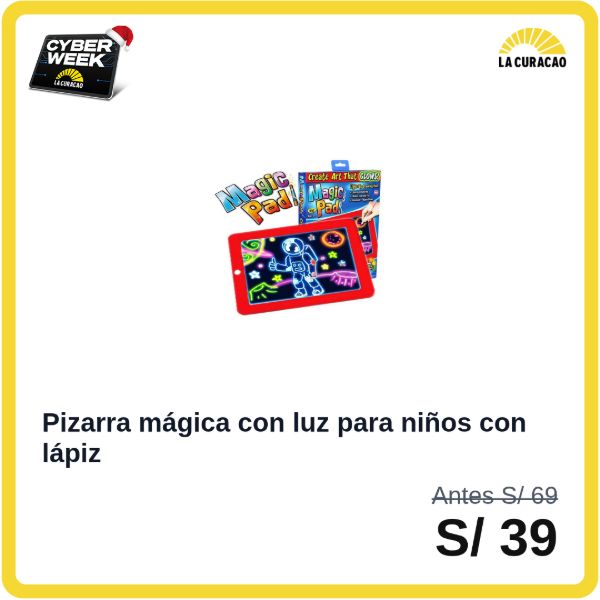 CYBER
WEEK
LA CURACAO
LA CURACAO
Magic
Pad!
Create Art That GLOWS!
Magic
Pad!
Pizarra mágica con luz para niños con
lápiz
Antes S/ 69
S/ 39